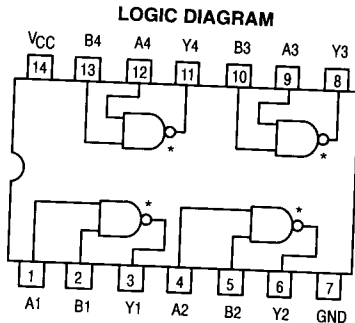 LOGIC DIAGRAM
VCC B4 A4 Y4 B3 A3 Y3
14 13 12 11 10 9 8
* *
* *
1 2 3 4 5 6 7
A1 B1 Y1 A2 B2 Y2 GND